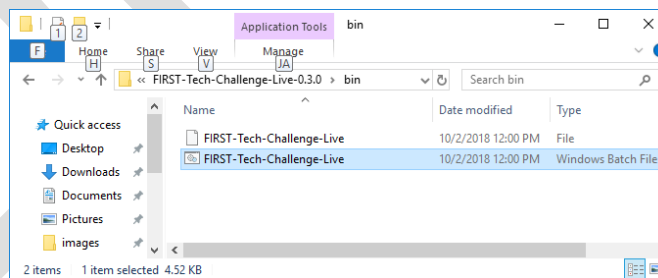 1 2 Application Tools bin
F Home Share View Manage
H S V JA
« FIRST-Tech-Challenge-Live-0.3.0 › bin Search bin
Name Date modified Type
Quick access
FIRST-Tech-Challenge-Live 10/2/2018 12:00 PM File
Desktop
FIRST-Tech-Challenge-Live 10/2/2018 12:00 PM Windows Batch File
Downloads
Documents
Pictures
images
2 items 1 item selected 4.52 KB